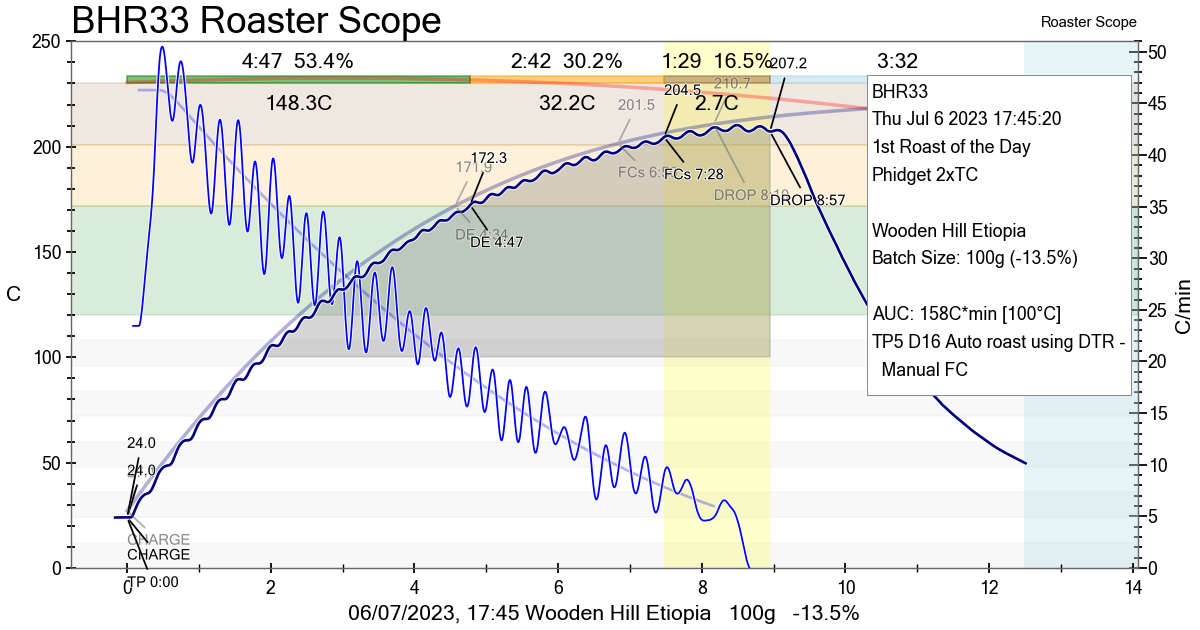 BHR33 Roaster Scope
Roaster Scope
250
200
150
100
50
0
C
50
45
40
35
30
25
20
15
10
5
0
C/min
4:47 53.4%
2:42 30.2%
1:29 16.5%
3:32
148.3C
32.2C
2.7C
207.2
210.7
204.5
201.5
172.3
171.9
FCs 7:28
DROP 8:57
DE 4:34
DE 4:47
24.0
24.0
CHARGE
CHARGE
TP 0:00
BHR33
Thu Jul 6 2023 17:45:20
1st Roast of the Day
Phidget 2xTC
Wooden Hill Etiopia
Batch Size: 100g (-13.5%)
AUC: 158C*min [100°C]
TP5 D16 Auto roast using DTR -
Manual FC
0
2
4
6
8
10
12
14
06/07/2023, 17:45 Wooden Hill Etiopia 100g -13.5%